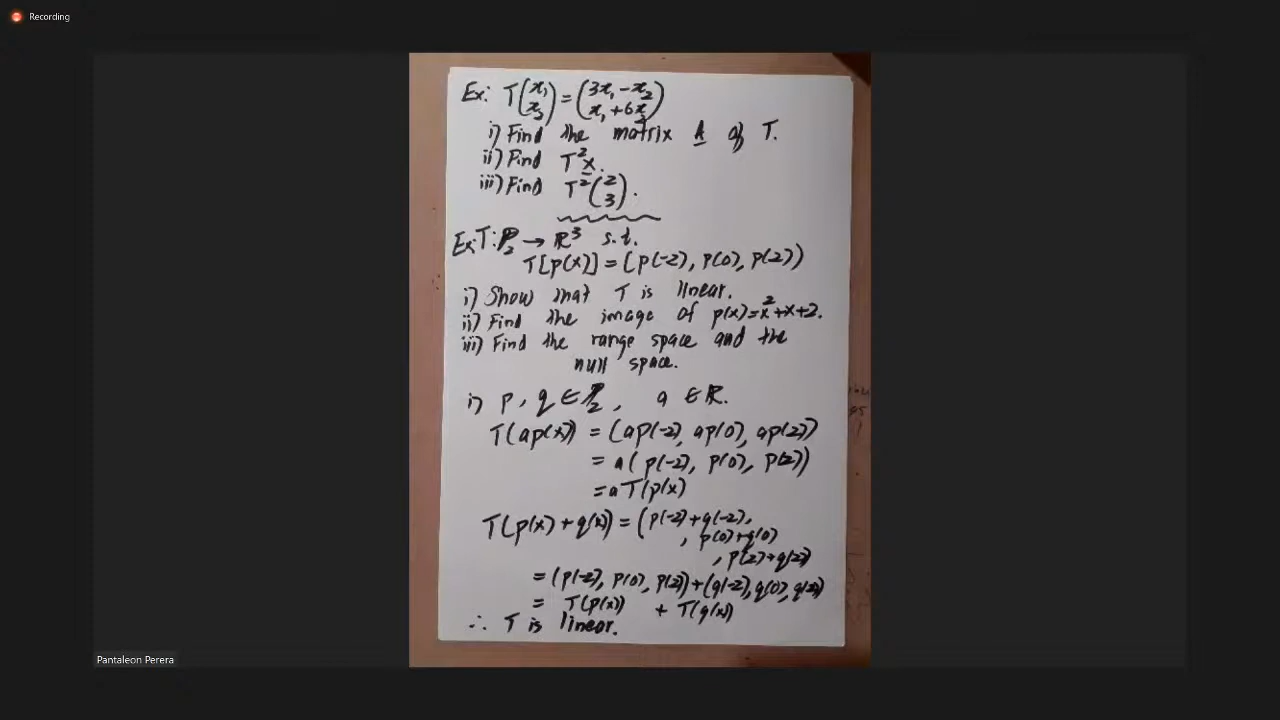 Recording
Ex: T(x₁ x₂) = (3x₁ - x₂ x₁ + 6x₂)
i) Find the matrix A of T.
ii) Find T²x.
iii) Find T²(2 3).
Ex: T: P₂ → ℝ³ s.t.
T[p(x)] = (p(-2), p(0), p(2))
i) Show that T is linear.
ii) Find the image of p(x)=x²+x+2.
iii) Find the range space and the
null space.
i) p, q ∈ P₂, a ∈ ℝ.
T(ap(x)) = (ap(-2), ap(0), ap(2))
= a(p(-2), p(0), p(2))
= aT(p(x)
T(p(x) + q(x)) = (p(-2)+q(-2),
, p(0)+q(0)
, p(2)+q(2))
= (p(-2), p(0), p(2))+(q(-2), q(0), q(2))
= T(p(x)) + T(q(x))
∴ T is linear.
Pantaleon Perera